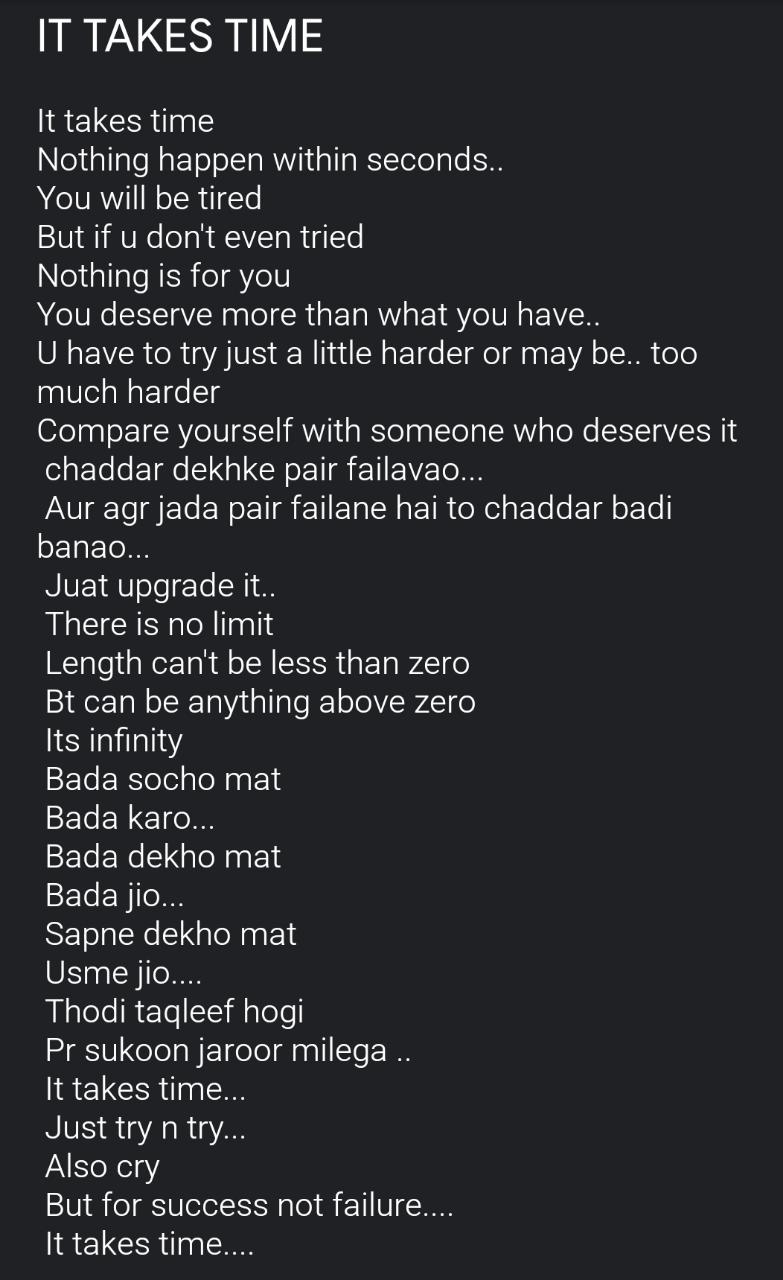 IT TAKES TIME
It takes time
Nothing happen within seconds..
You will be tired
But if u don't even tried
Nothing is for you
You deserve more than what you have..
U have to try just a little harder or may be.. too
much harder
Compare yourself with someone who deserves it
chaddar dekhke pair failavao...
Aur agr jada pair failane hai to chaddar badi
banao...
Juat upgrade it..
There is no limit
Length can't be less than zero
Bt can be anything above zero
Its infinity
Bada socho mat
Bada karo...
Bada dekho mat
Bada jio...
Sapne dekho mat
Usme jio....
Thodi taqleef hogi
Pr sukoon jaroor milega ..
It takes time...
Just try n try...
Also cry
But for success not failure....
It takes time....